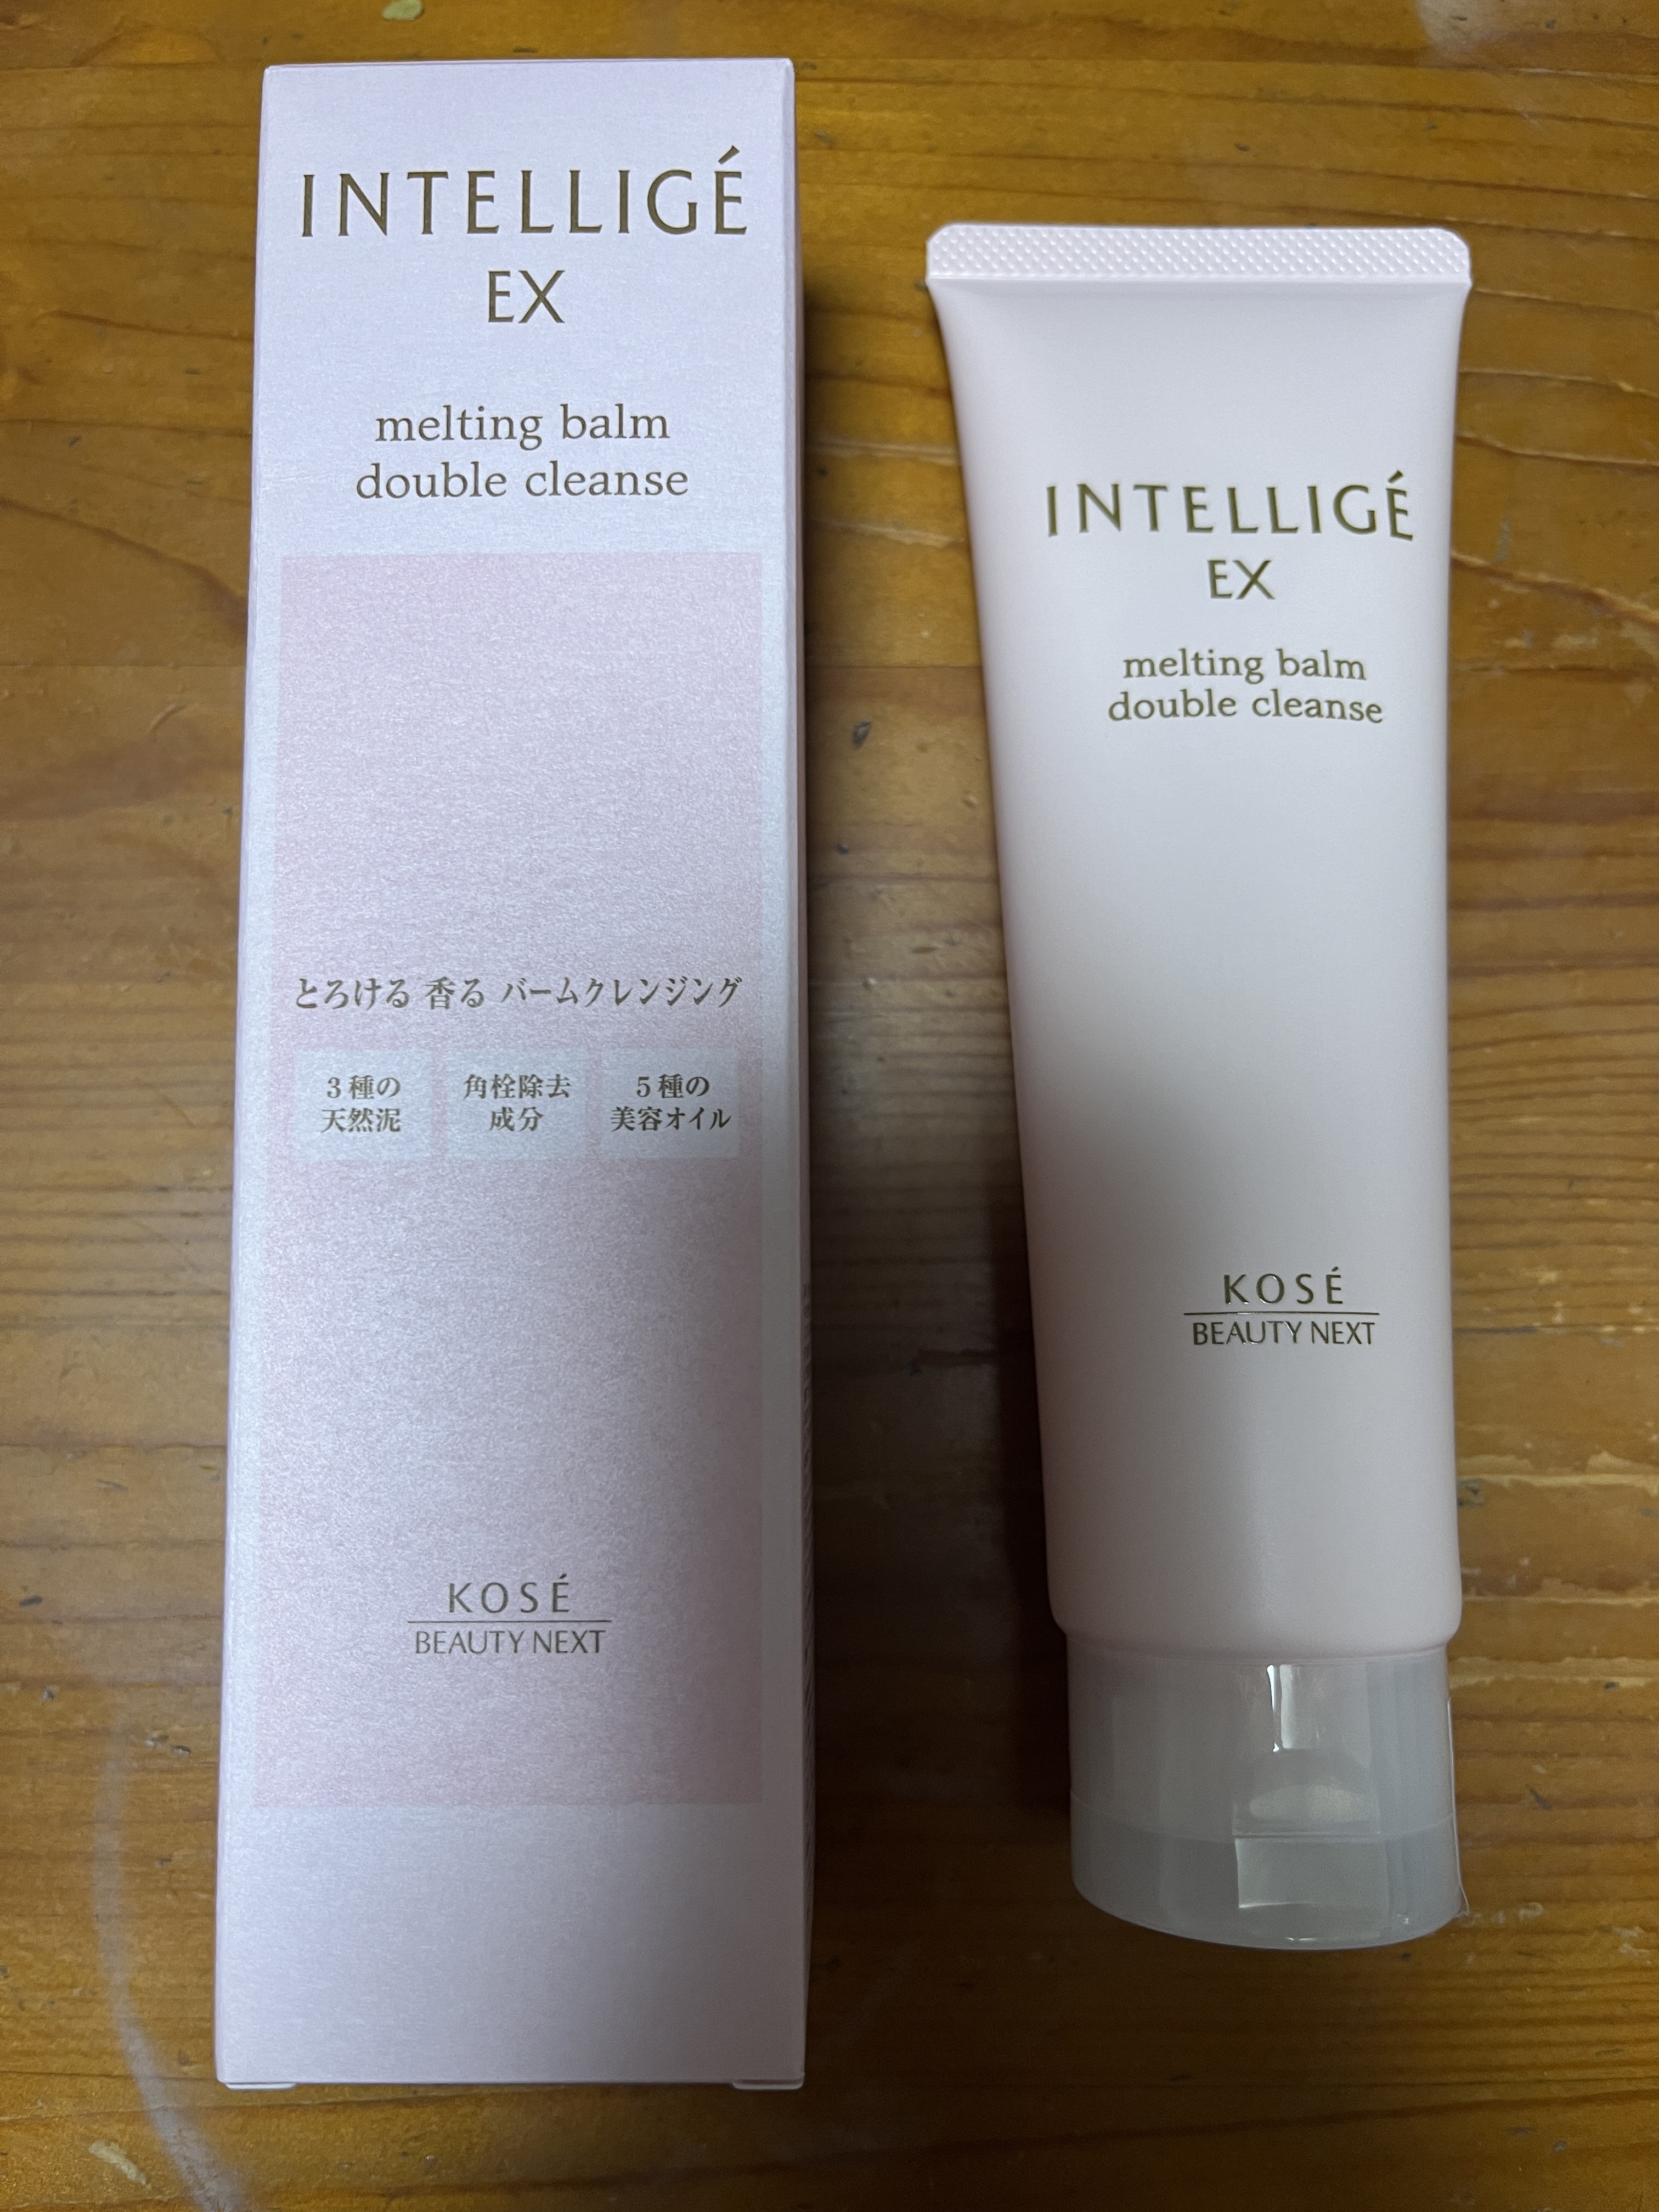 INTELLIGÉ
EX
melting balm
double cleanse
とろける 香る バームクレンジング
3種の
天然泥
角栓除去
成分
5種の
美容オイル
KOSÉ
BEAUTY NEXT
INTELLIGÉ
EX
melting balm
double cleanse
KOSÉ
BEAUTY NEXT